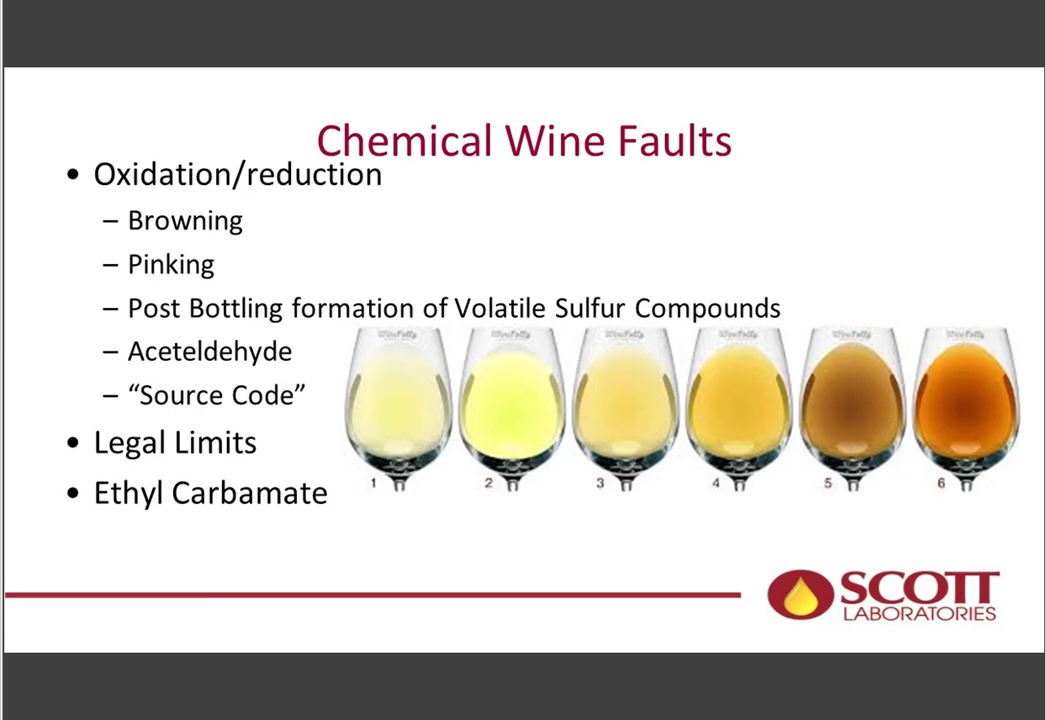 Chemical Wine Faults
• Oxidation/reduction
– Browning
– Pinking
– Post Bottling formation of Volatile Sulfur Compounds
– Aceteldehyde
– “Source Code”
• Legal Limits
• Ethyl Carbamate
1 2 3 4 5 6
SCOTT
LABORATORIES